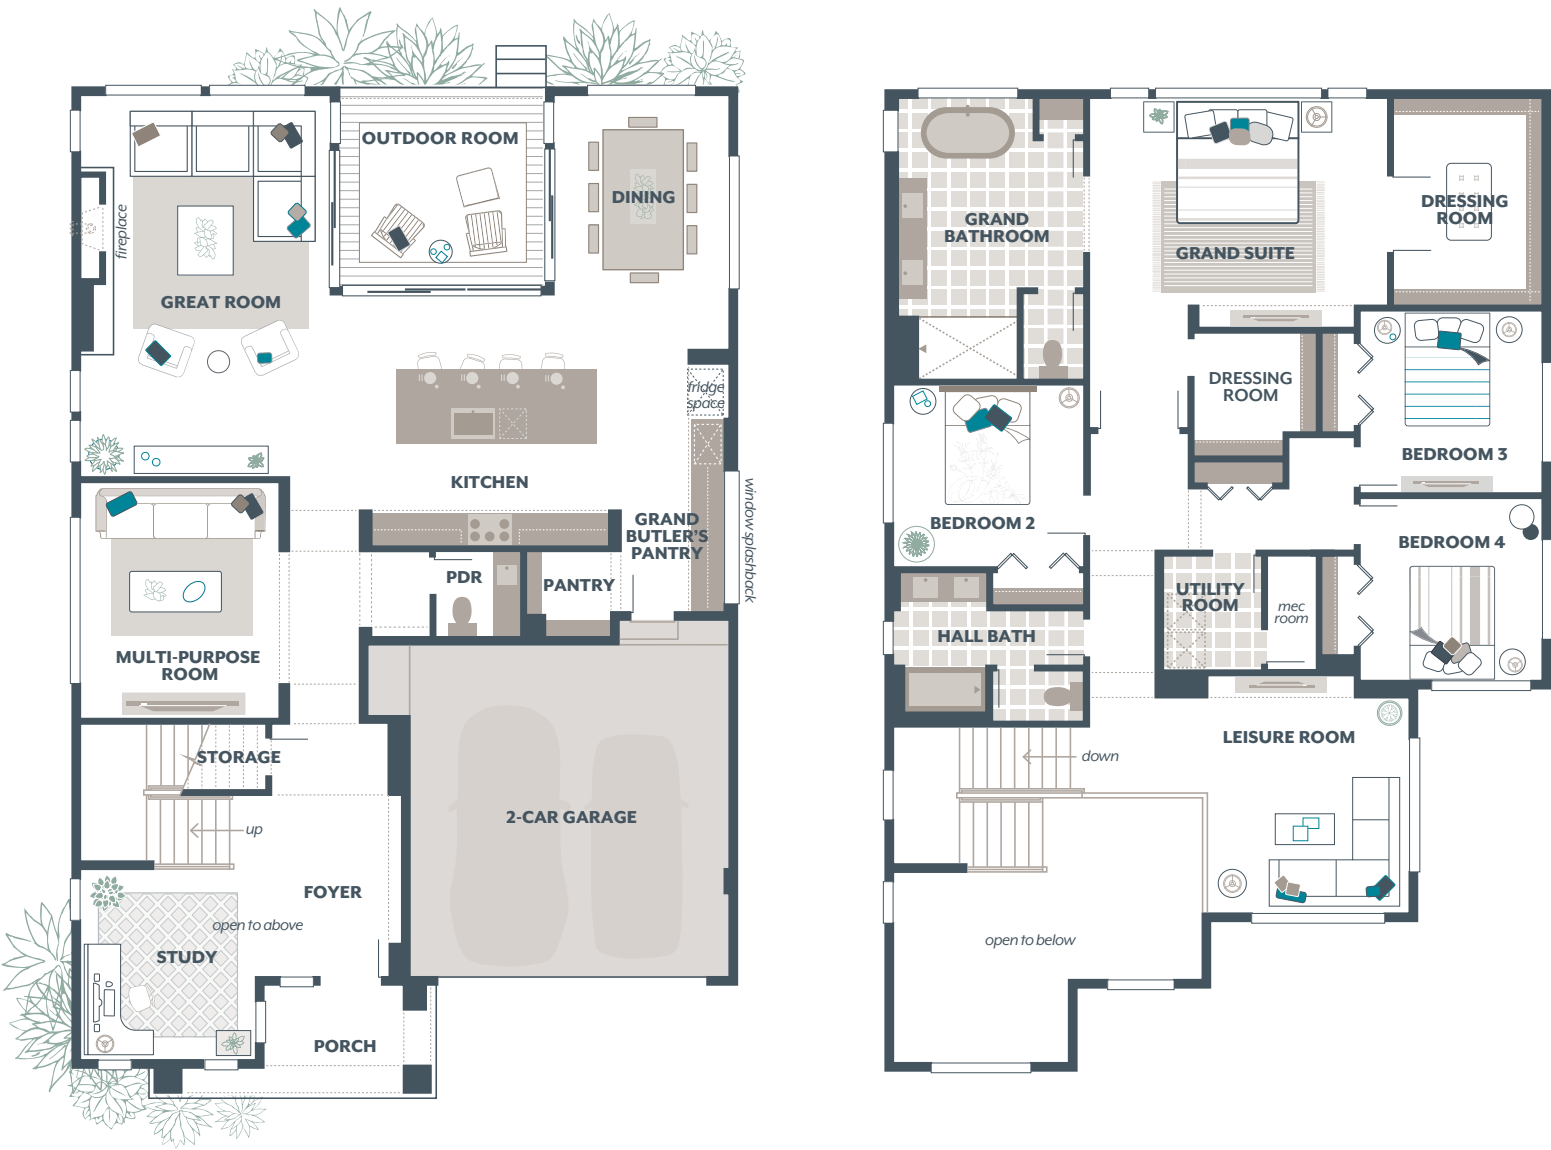 OUTDOOR ROOM
DINING
fireplace
GREAT ROOM
fridge
space
KITCHEN
window splashback
GRAND
BUTLER'S
PANTRY
PDR
PANTRY
MULTI-PURPOSE
ROOM
STORAGE
up
2-CAR GARAGE
FOYER
open to above
STUDY
PORCH
GRAND
BATHROOM
GRAND SUITE
DRESSING
ROOM
DRESSING
ROOM
BEDROOM 3
BEDROOM 2
BEDROOM 4
UTILITY
ROOM
mec
room
HALL BATH
LEISURE ROOM
down
open to below